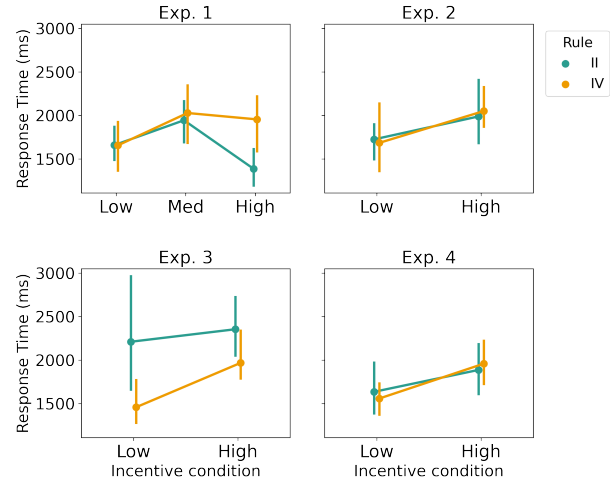 Exp. 1
Exp. 2
Response Time (ms)
3000
2500
2000
1500
Low Med High
Low High
Rule
II
IV
Exp. 3
Exp. 4
Response Time (ms)
3000
2500
2000
1500
Low High
Low High
Incentive condition
Incentive condition